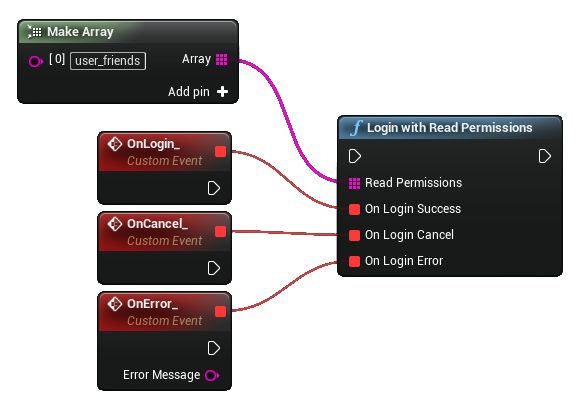 Make Array
[ 0] user_friends
Array
Add pin
OnLogin_
Custom Event
OnCancel_
Custom Event
OnError_
Custom Event
Error Message
f Login with Read Permissions
Read Permissions
On Login Success
On Login Cancel
On Login Error